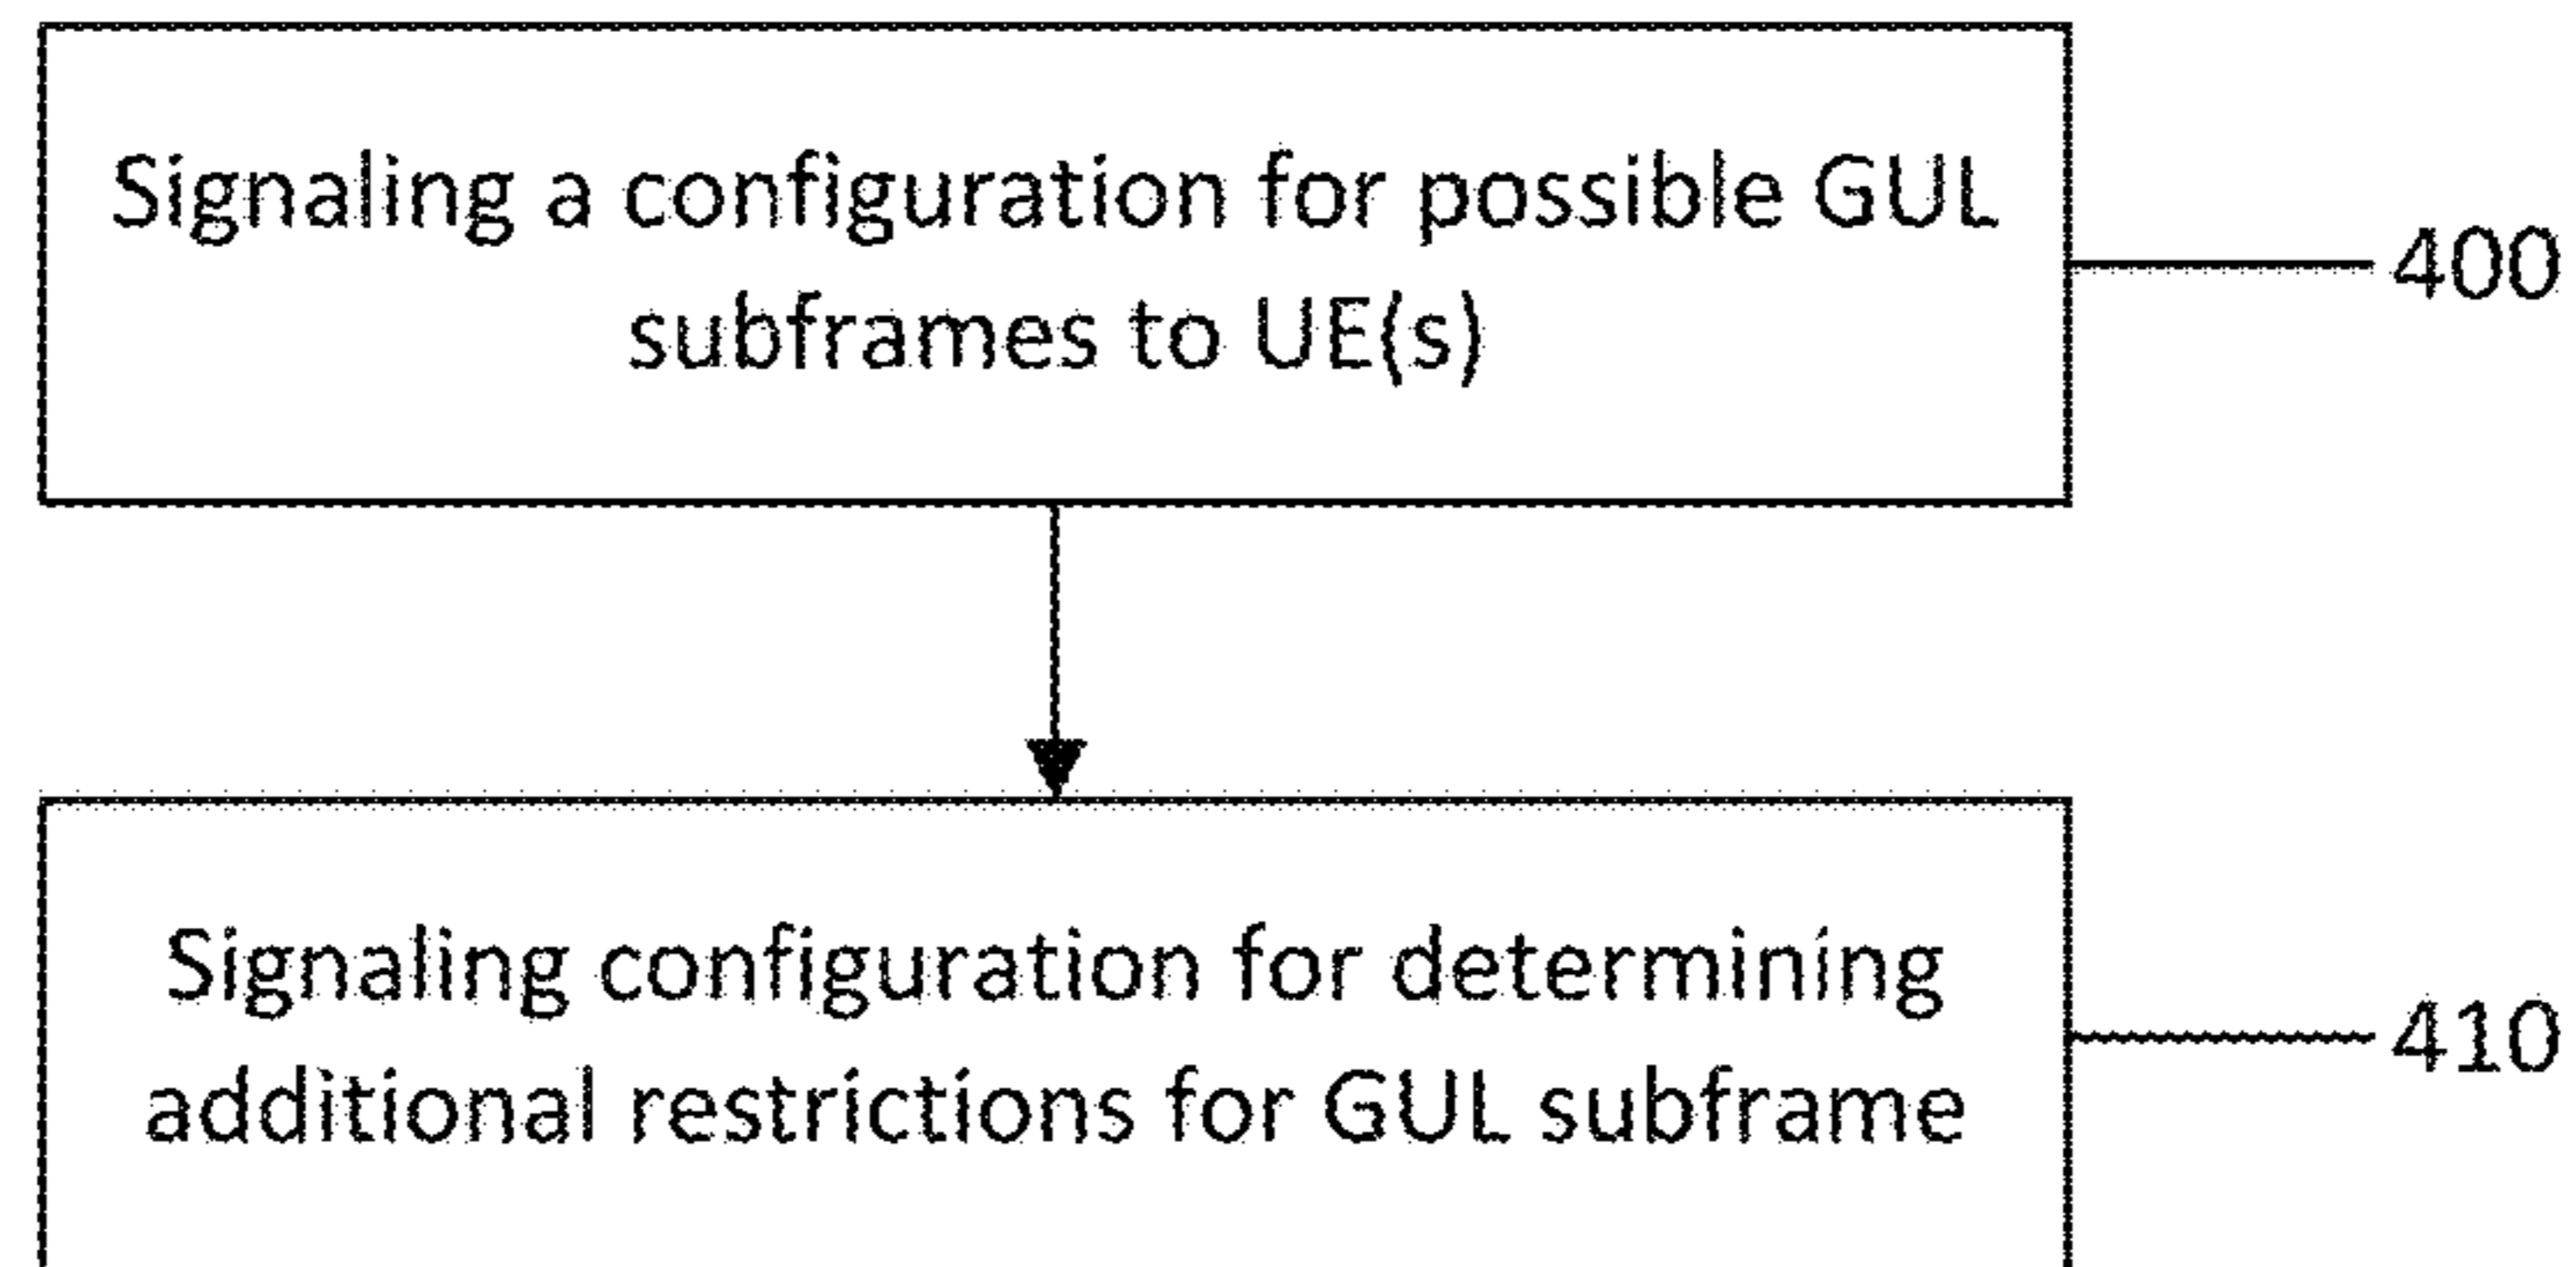 Signaling a configuration for possible GUL
subframes to UE(s)
400
Signaling configuration for determining
additional restrictions for GUL subframe
410